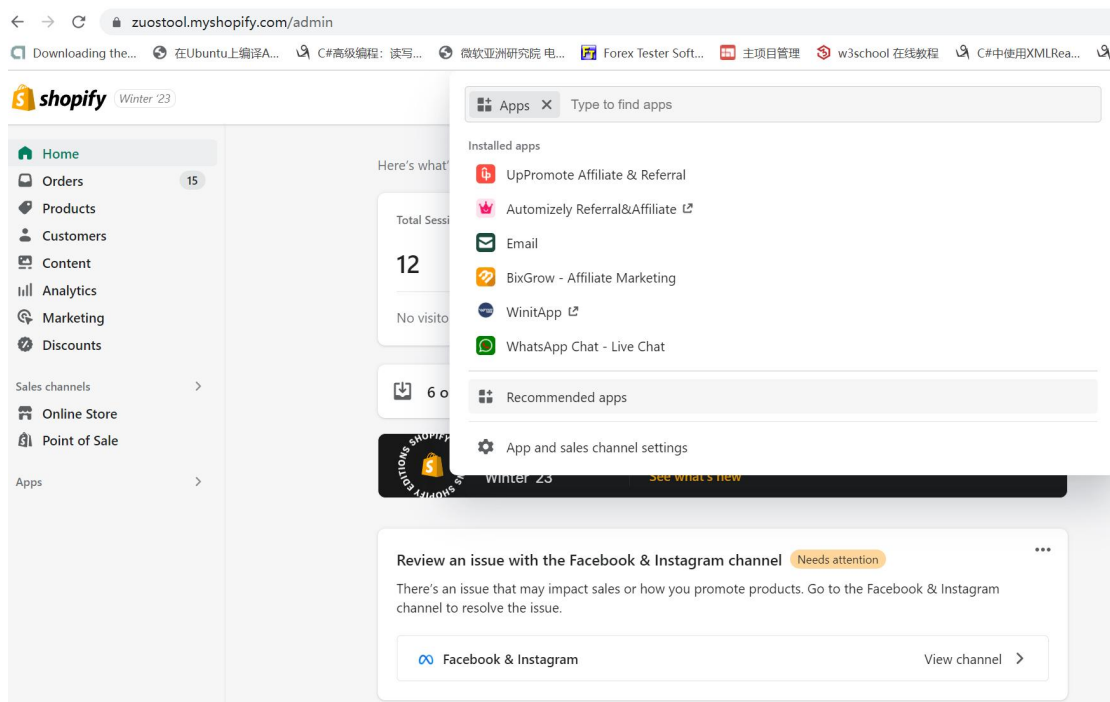 zuostool.myshopify.com/admin
Downloading the... 在Ubuntu上编译A... C#高级编程：读写... 微软亚洲研究院 电... Forex Tester Soft... 主项目管理 w3school 在线教程 C#中使用XMLRea...
shopify Winter '23
Apps Type to find apps
Installed apps
UpPromote Affiliate & Referral
Automizely Referral&Affiliate
Email
BixGrow - Affiliate Marketing
WinitApp
WhatsApp Chat - Live Chat
Recommended apps
App and sales channel settings
Home
Orders 15
Products
Customers
Content
Analytics
Marketing
Discounts
Sales channels
Online Store
Point of Sale
Apps
Here's what'
Total Sessi
12
No visito
6 o
SHOPIFY EDITIONS
Winter '23 See what's new
Review an issue with the Facebook & Instagram channel Needs attention
There's an issue that may impact sales or how you promote products. Go to the Facebook & Instagram
channel to resolve the issue.
Facebook & Instagram View channel